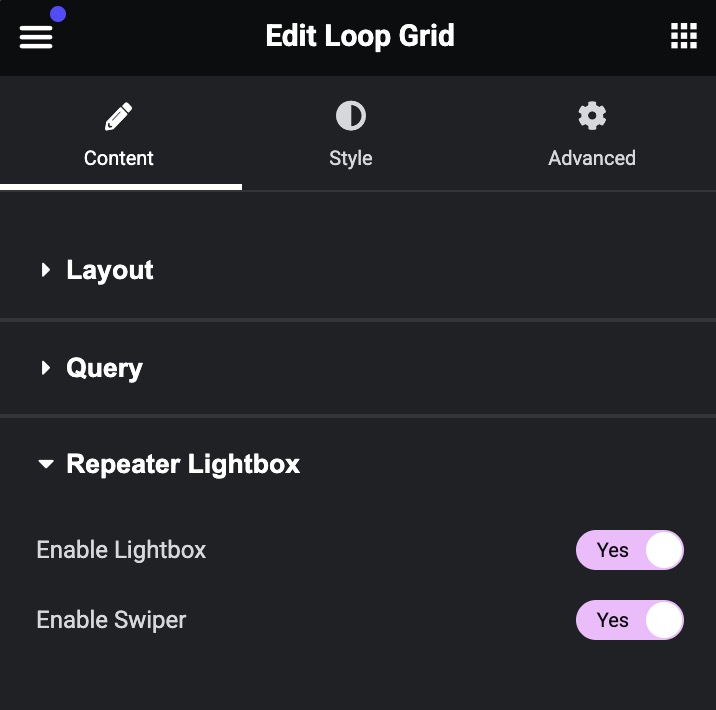 Edit Loop Grid
Content Style Advanced
Layout
Query
Repeater Lightbox
Enable Lightbox Yes
Enable Swiper Yes